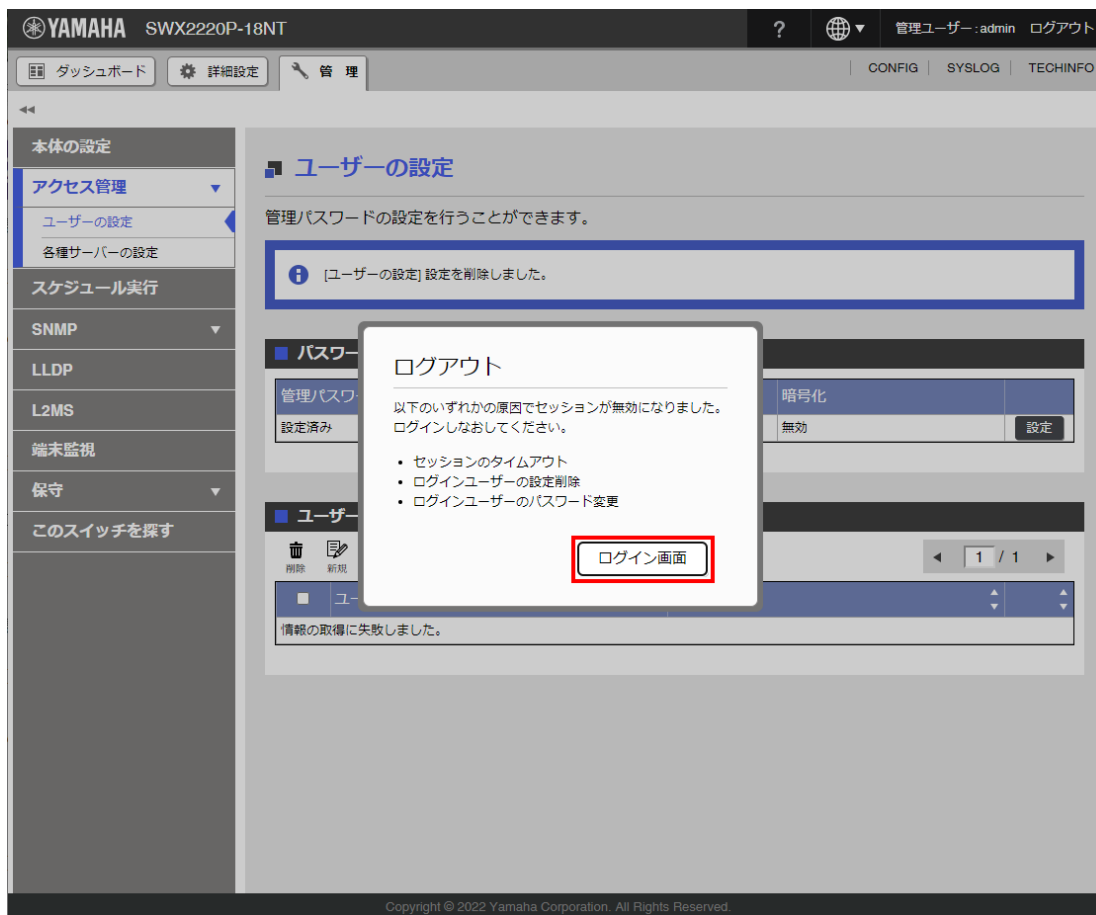 YAMAHA SWX2220P-18NT ? 管理ユーザー:admin ログアウト
ダッシュボード 詳細設定 管 理 CONFIG SYSLOG TECHINFO
本体の設定
アクセス管理
ユーザーの設定
各種サーバーの設定
スケジュール実行
SNMP
LLDP
L2MS
端末監視
保守
このスイッチを探す
ユーザーの設定
管理パスワードの設定を行うことができます。
[ユーザーの設定] 設定を削除しました。
パスワー
管理パスワ 暗号化
設定済み 無効 設定
ユーザー
削除 新規 1 / 1
ユー
情報の取得に失敗しました。
ログアウト
以下のいずれかの原因でセッションが無効になりました。
ログインしなおしてください。
• セッションのタイムアウト
• ログインユーザーの設定削除
• ログインユーザーのパスワード変更
ログイン画面
Copyright © 2022 Yamaha Corporation. All Rights Reserved.